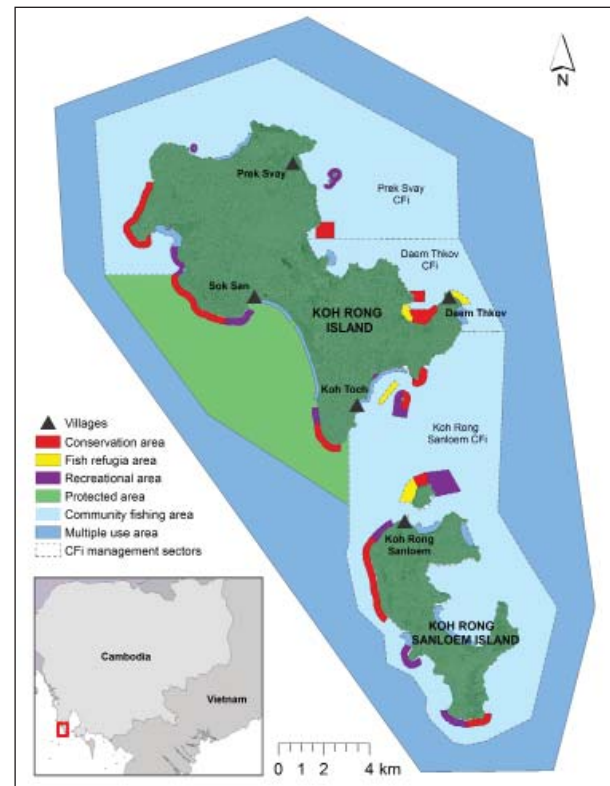 N
Prek Svay
Prek Svay
CFi
Daem Thkov
CFi
Sok San
KOH RONG
ISLAND
Daem Thkov
Koh Toch
Koh Rong
Sanloem CFi
Villages
Conservation area
Fish refugia area
Recreational area
Protected area
Community fishing area
Multiple use area
CFi management sectors
Koh Rong
Sanloem
KOH RONG
SANLOEM ISLAND
Cambodia
Vietnam
0 1 2 4 km